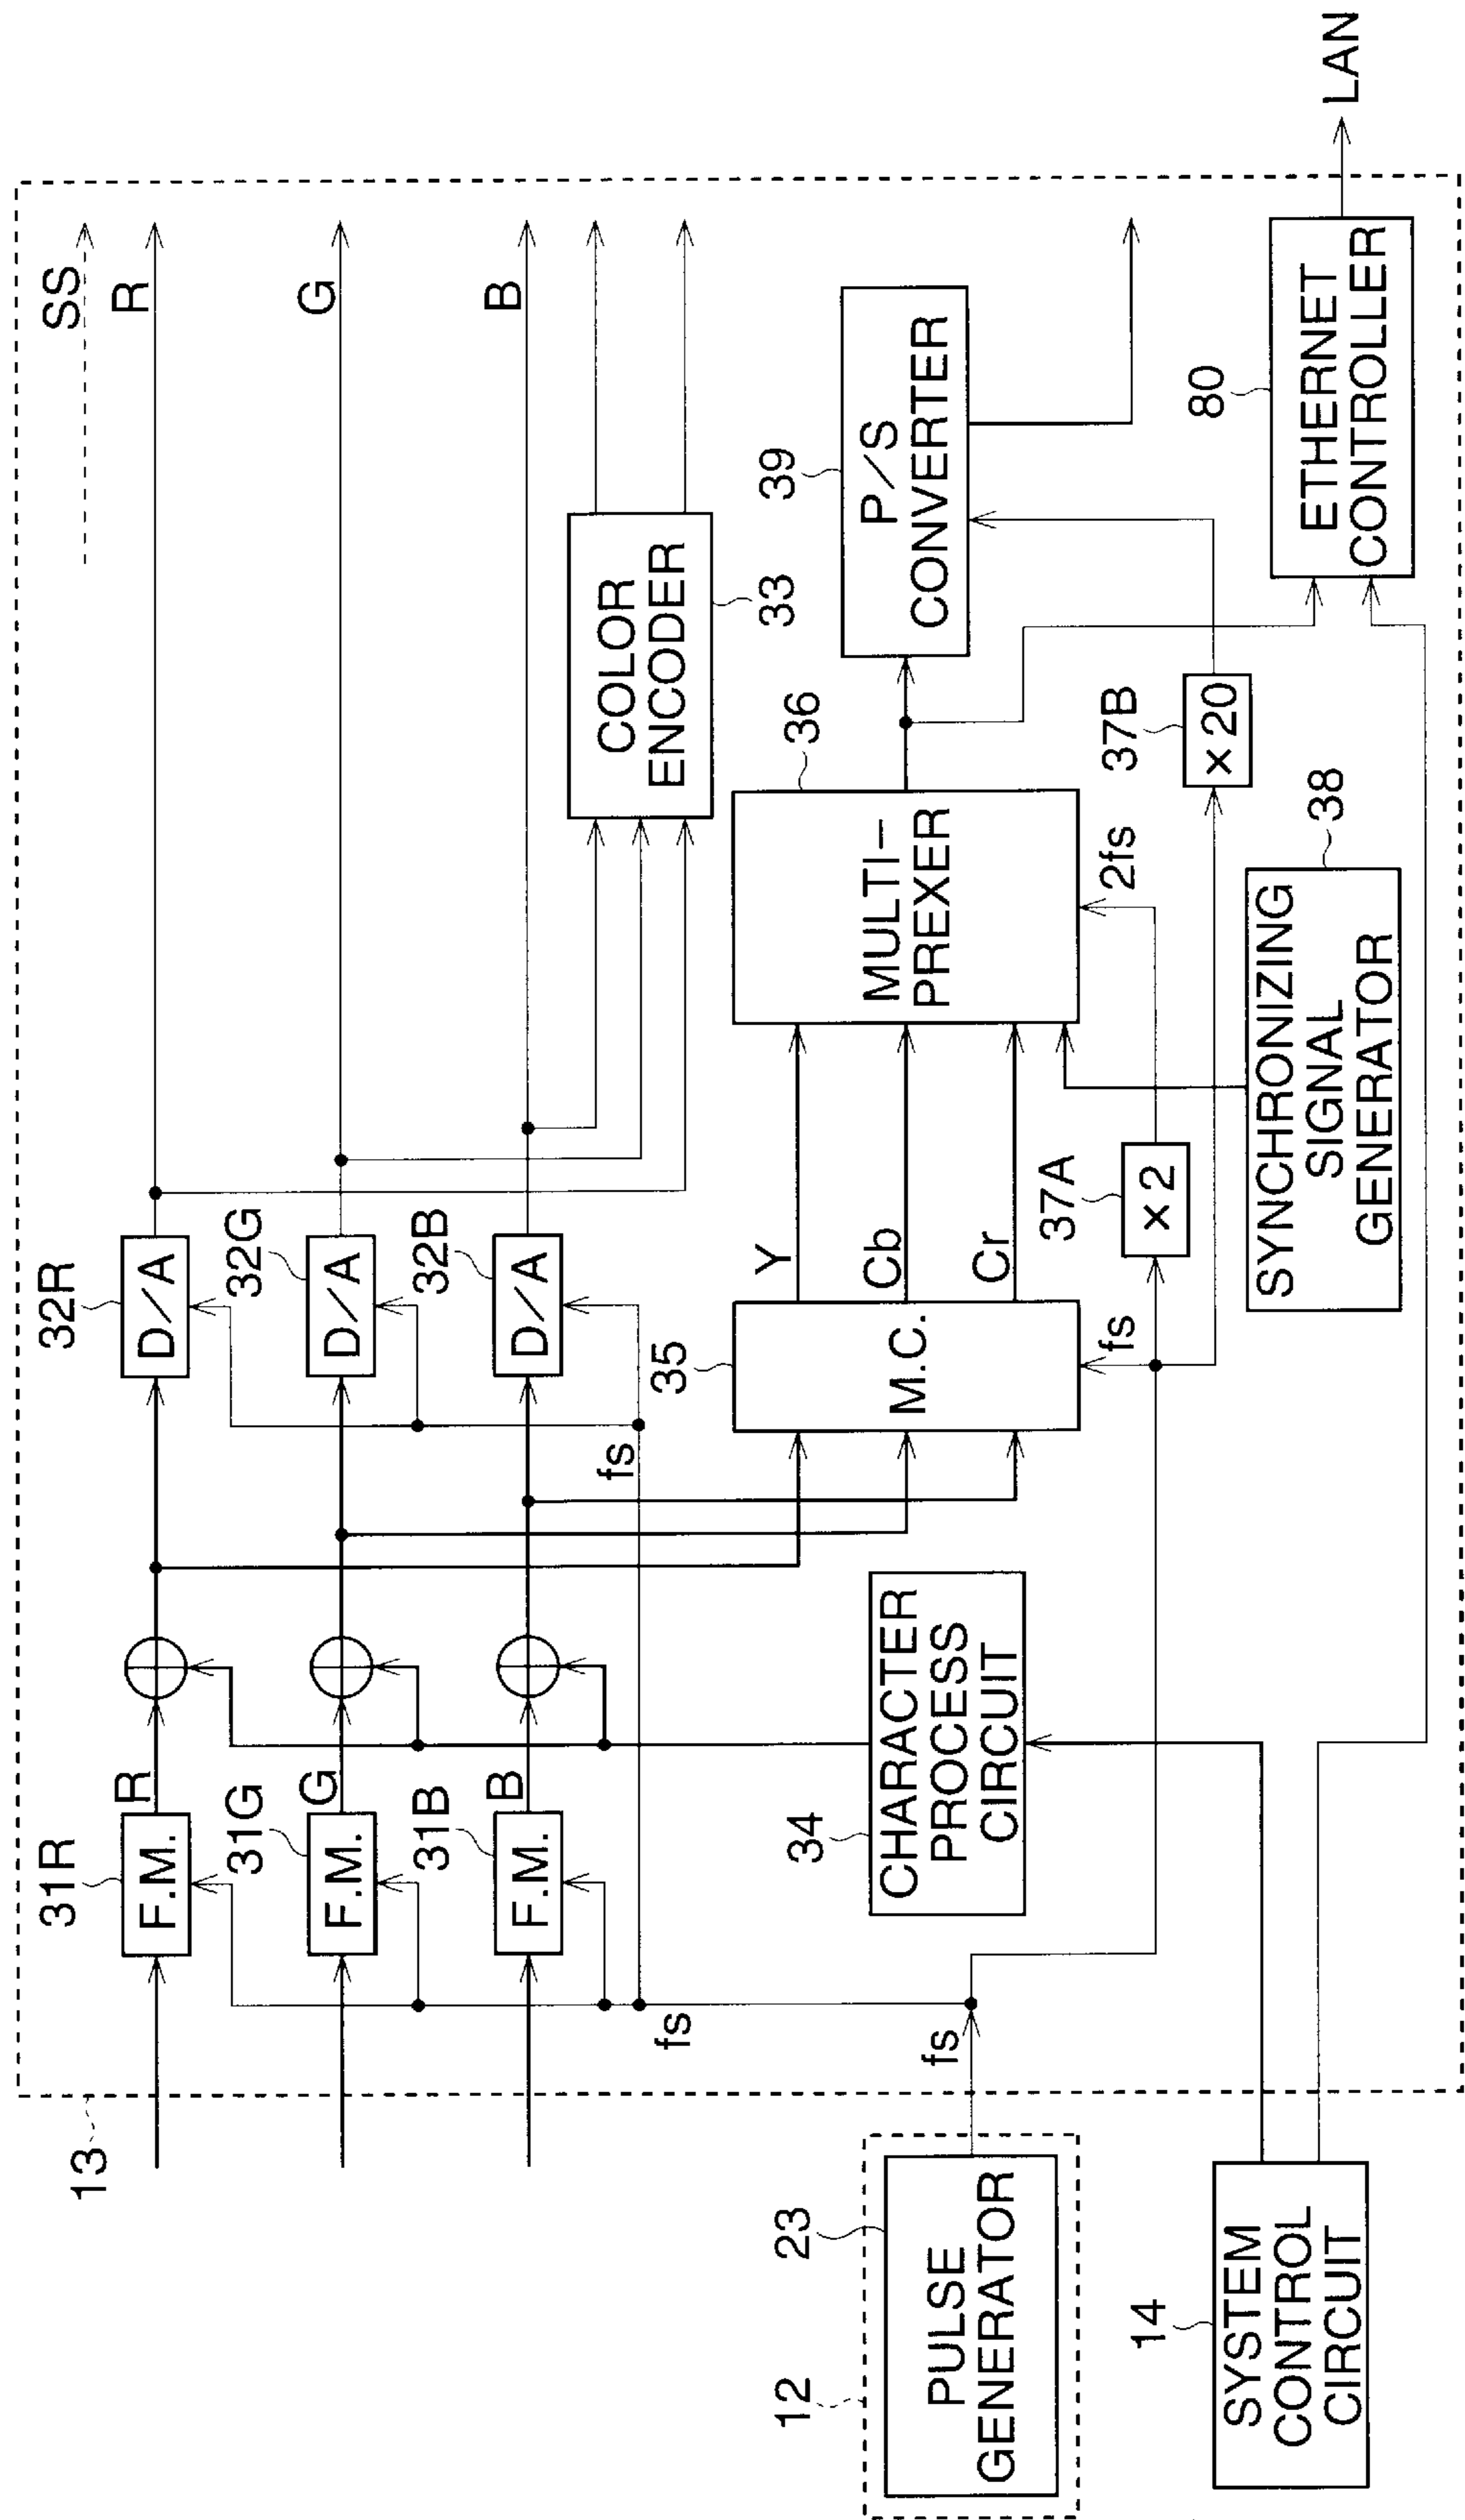 13
SS
31R
F.M.
R
32R
D/A
R
31G
F.M.
G
32G
D/A
G
31B
F.M.
B
32B
D/A
B
fs
fs
COLOR
ENCODER
33
12
23
PULSE
GENERATOR
fs
34
CHARACTER
PROCESS
CIRCUIT
35
M.C.
fs
Y
Cb
Cr
36
MULTI-
PREXER
2fs
39
P/S
CONVERTER
37A
×2
37B
×20
14
SYSTEM
CONTROL
CIRCUIT
SYNCHRONIZING
SIGNAL
GENERATOR
38
80
ETHERNET
CONTROLLER
LAN